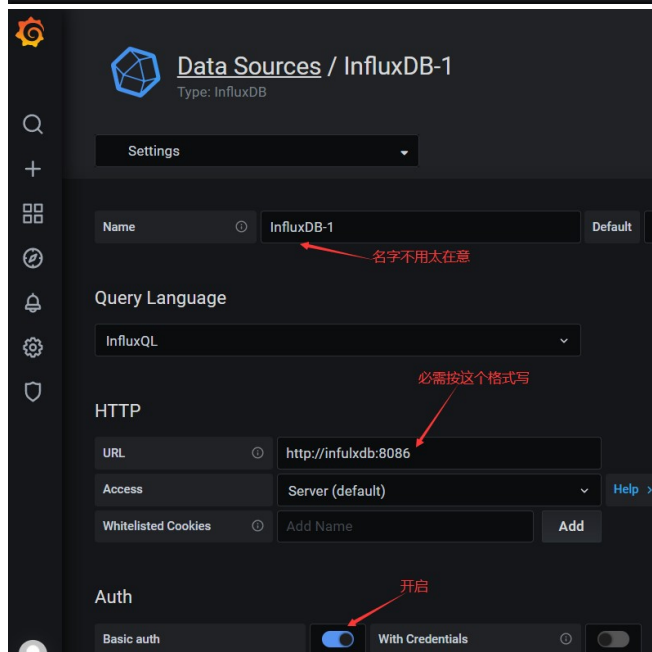 Data Sources / InfluxDB-1
Type: InfluxDB
Settings
Name InfluxDB-1 Default
名字不用太在意
Query Language
InfluxQL
必需按这个格式写
HTTP
URL http://infulxdb:8086
Access Server (default) Help >
Whitelisted Cookies Add Name Add
开启
Auth
Basic auth With Credentials